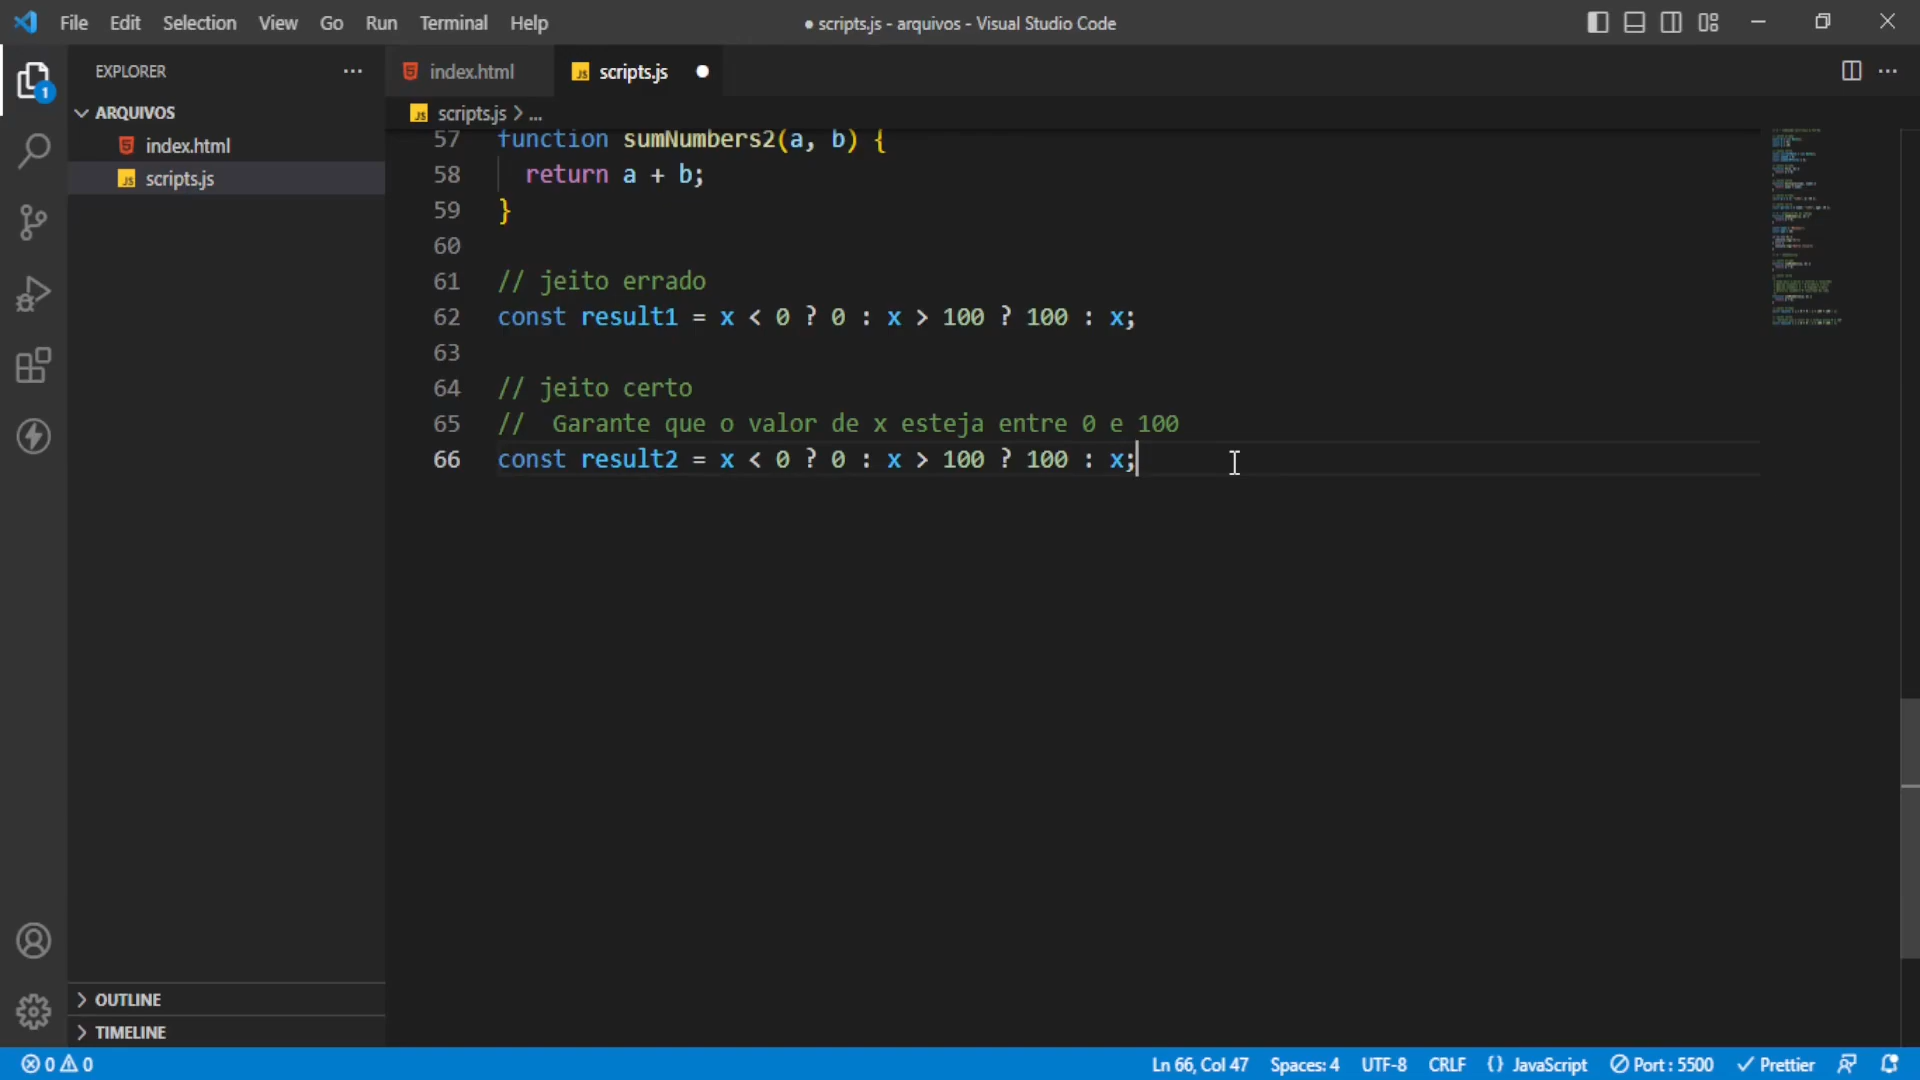 File Edit Selection View Go Run Terminal Help
● scripts.js - arquivos - Visual Studio Code
EXPLORER
ARQUIVOS
index.html
scripts.js
OUTLINE
TIMELINE
1
index.html
JS scripts.js
JS scripts.js > ...
57 function sumNumbers2(a, b) {
58 return a + b;
59 }
60
61 // jeito errado
62 const result1 = x < 0 ? 0 : x > 100 ? 100 : x;
63
64 // jeito certo
65 //  Garante que o valor de x esteja entre 0 e 100
66 const result2 = x < 0 ? 0 : x > 100 ? 100 : x;
0 0
Ln 66, Col 47 Spaces: 4 UTF-8 CRLF {} JavaScript Port : 5500 Prettier